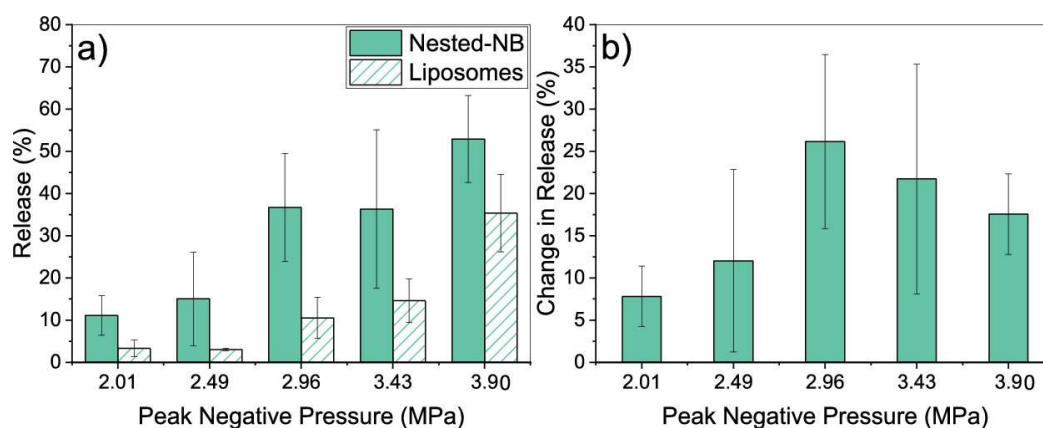 a)
Nested-NB
Liposomes
Release (%)
80
70
60
50
40
30
20
10
0
2.01 2.49 2.96 3.43 3.90
Peak Negative Pressure (MPa)
b)
Change in Release (%)
40
35
30
25
20
15
10
5
0
2.01 2.49 2.96 3.43 3.90
Peak Negative Pressure (MPa)